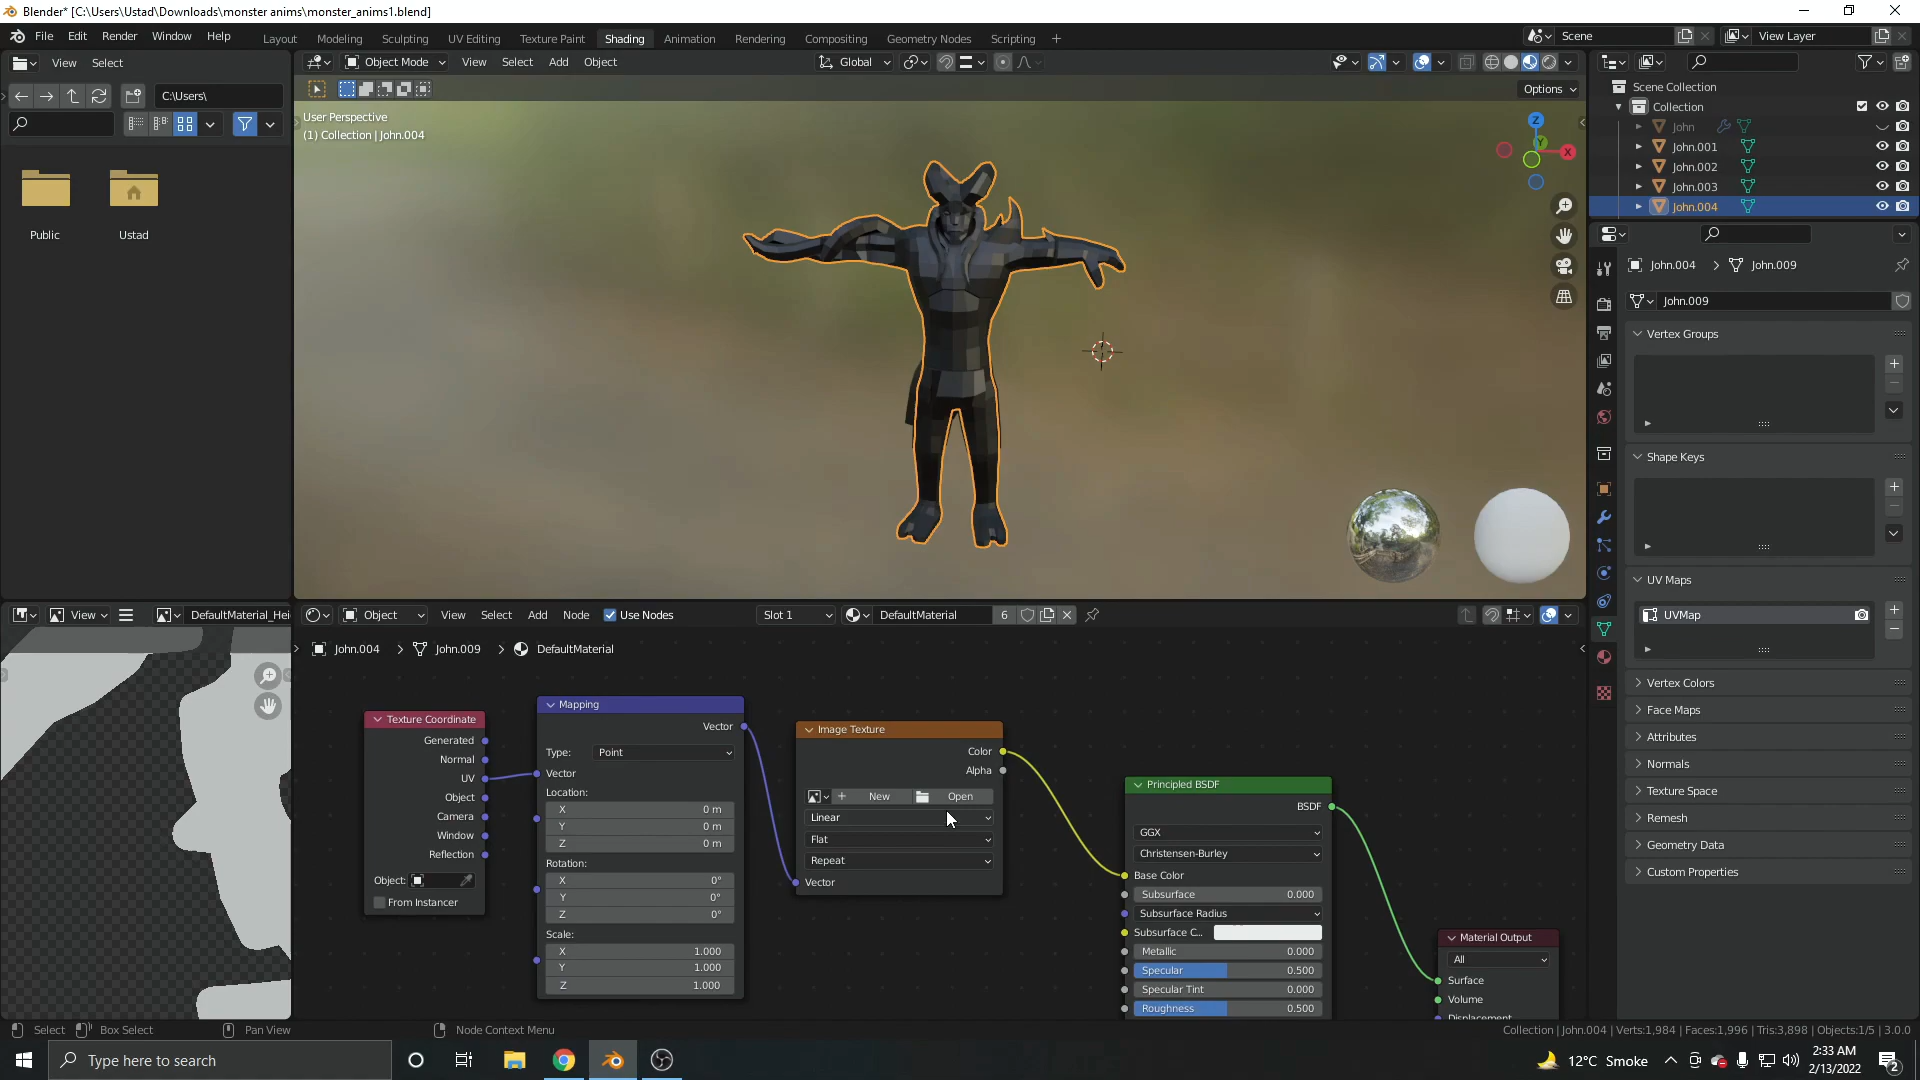 Blender* [C:\Users\Ustad\Downloads\monster anims\monster_anims1.blend]
File Edit Render Window Help
Layout Modeling Sculpting UV Editing Texture Paint Shading Animation Rendering Compositing Geometry Nodes Scripting +
Scene
View Layer
View Select
Object Mode View Select Add Object
Global
C:\Users\
Options
User Perspective
(1) Collection | John.004
Z
Y
X
Public
Ustad
Scene Collection
Collection
John
John.001
John.002
John.003
John.004
John.004 > John.009
John.009
Vertex Groups
Shape Keys
UV Maps
UVMap
Vertex Colors
Face Maps
Attributes
Normals
Texture Space
Remesh
Geometry Data
Custom Properties
View
DefaultMaterial_Hei
Object View Select Add Node Use Nodes
Slot 1
DefaultMaterial
6
John.004 > John.009 > DefaultMaterial
Texture Coordinate
Generated
Normal
UV
Object
Camera
Window
Reflection
Object:
From Instancer
Mapping
Vector
Type: Point
Vector
Location:
X 0 m
Y 0 m
Z 0 m
Rotation:
X 0°
Y 0°
Z 0°
Scale:
X 1.000
Y 1.000
Z 1.000
Image Texture
Color
Alpha
New Open
Linear
Flat
Repeat
Vector
Principled BSDF
BSDF
GGX
Christensen-Burley
Base Color
Subsurface 0.000
Subsurface Radius
Subsurface C...
Metallic 0.000
Specular 0.500
Specular Tint 0.000
Roughness 0.500
Material Output
All
Surface
Volume
Displacement
Select Box Select Pan View Node Context Menu
Collection | John.004 | Verts:1,984 | Faces:1,996 | Tris:3,898 | Objects:1/5 | 3.0.0
Type here to search
12°C Smoke
2:33 AM
2/13/2022
2